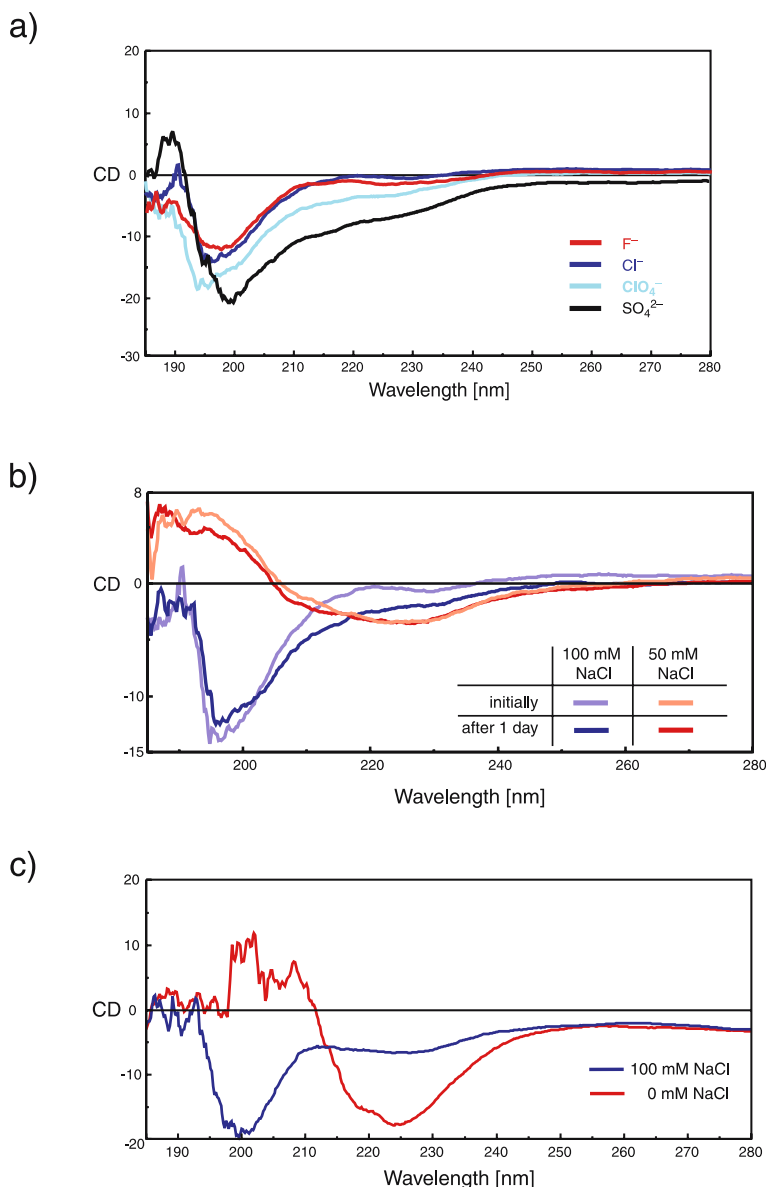 a)
20
10
CD 0
-10
-20
-30
190 200 210 220 230 240 250 260 270 280
Wavelength [nm]
F⁻
Cl⁻
ClO₄⁻
SO₄²⁻
b)
8
CD 0
-10
-15
200 220 240 260 280
Wavelength [nm]
100 mM NaCl
50 mM NaCl
initially
after 1 day
c)
20
10
CD 0
-10
-20
190 200 210 220 230 240 250 260 270 280
Wavelength [nm]
100 mM NaCl
0 mM NaCl